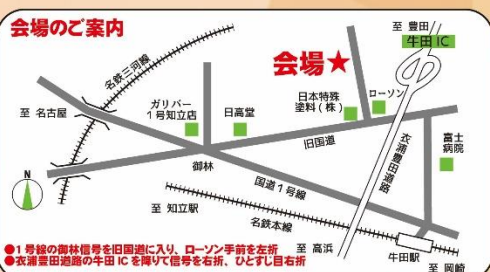 会場のご案内
至 豊田
牛田IC
名鉄三河線
会場★
至 名古屋
ガリバー
1号知立店
日高堂
日本特殊
塗料(株)
ローソン
旧国道
衣浦豊田道路
富士
病院
御林
国道1号線
N
至 知立駅
名鉄本線
至 高浜
牛田駅
至 岡崎
●1号線の御林信号を旧国道に入り、ローソン手前を左折
●衣浦豊田道路の牛田ICを降りて信号を右折、ひとすじ目右折